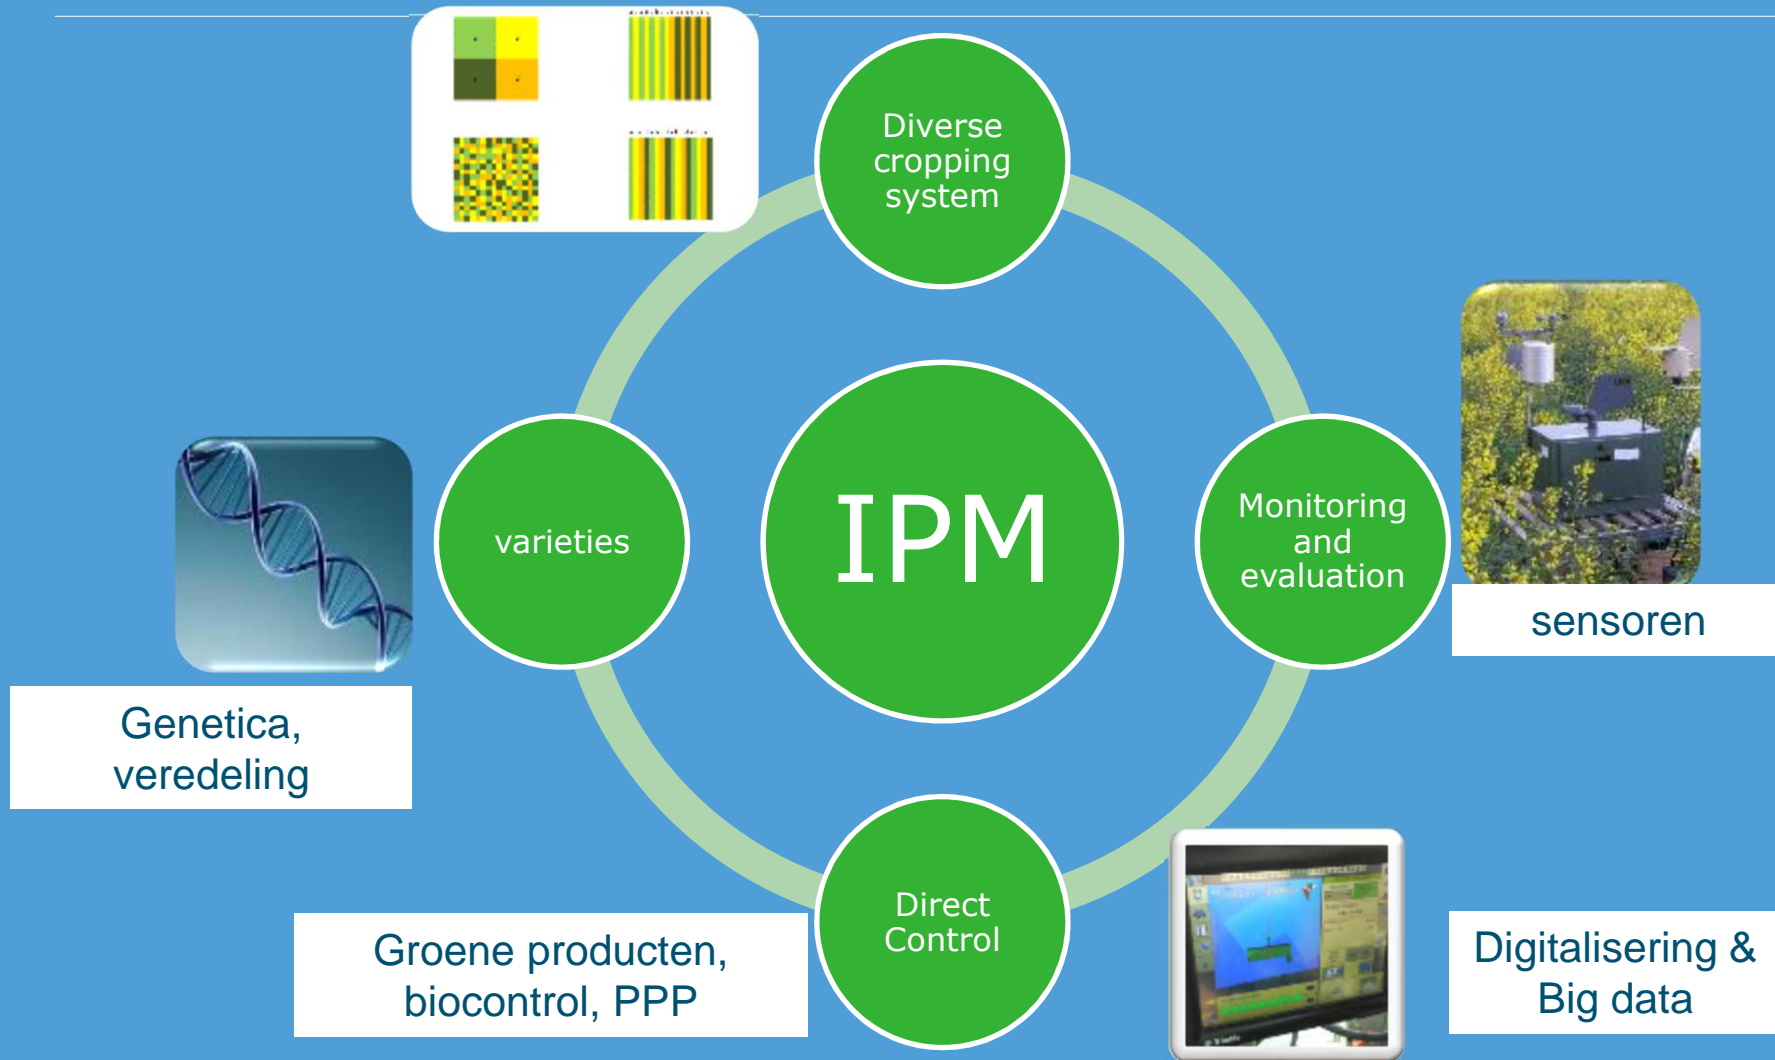 Diverse
cropping
system
varieties
IPM
Monitoring
and
evaluation
sensoren
Genetica,
veredeling
Direct
Control
Groene producten,
biocontrol, PPP
Digitalisering &
Big data